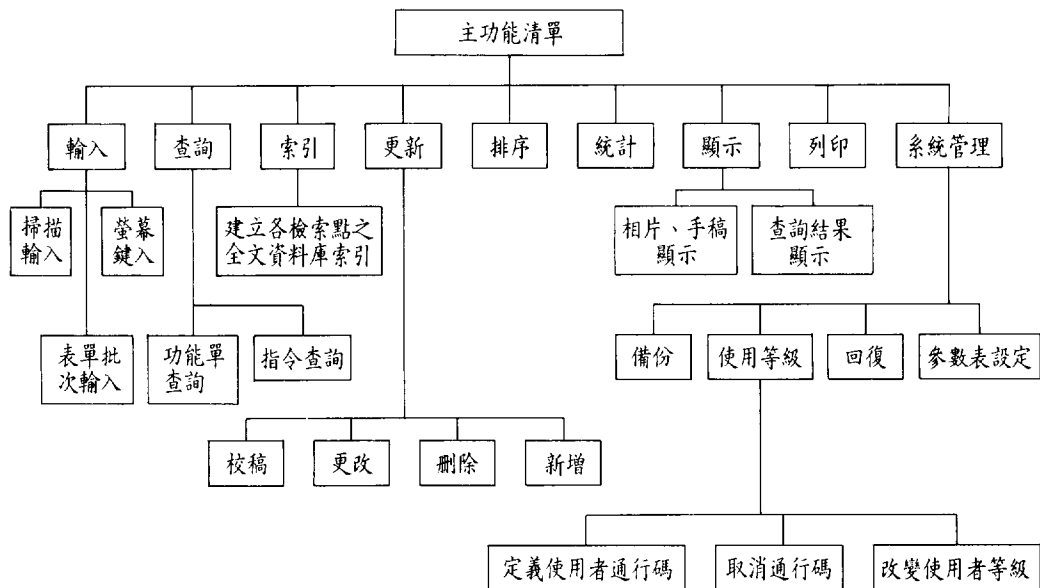 主功能清單
輸入
查詢
索引
更新
排序
統計
顯示
列印
系統管理
掃描
輸入
螢幕
鍵入
建立各檢索點之
全文資料庫索引
相片、手稿
顯示
查詢結果
顯示
表單批
次輸入
功能單
查詢
指令查詢
備份
使用等級
回復
參數表設定
校稿
更改
刪除
新增
定義使用者通行碼
取消通行碼
改變使用者等級